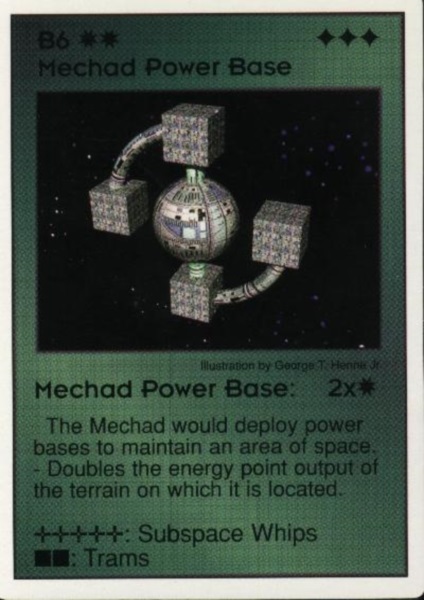 B6 ✷✷ ✦✦✦
Mechad Power Base
Illustration by George T. Henne Jr
Mechad Power Base: 2x✷
The Mechad would deploy power
bases to maintain an area of space.
- Doubles the energy point output of
the terrain on which it is located.
✛✛✛✛✛: Subspace Whips
■■: Trams